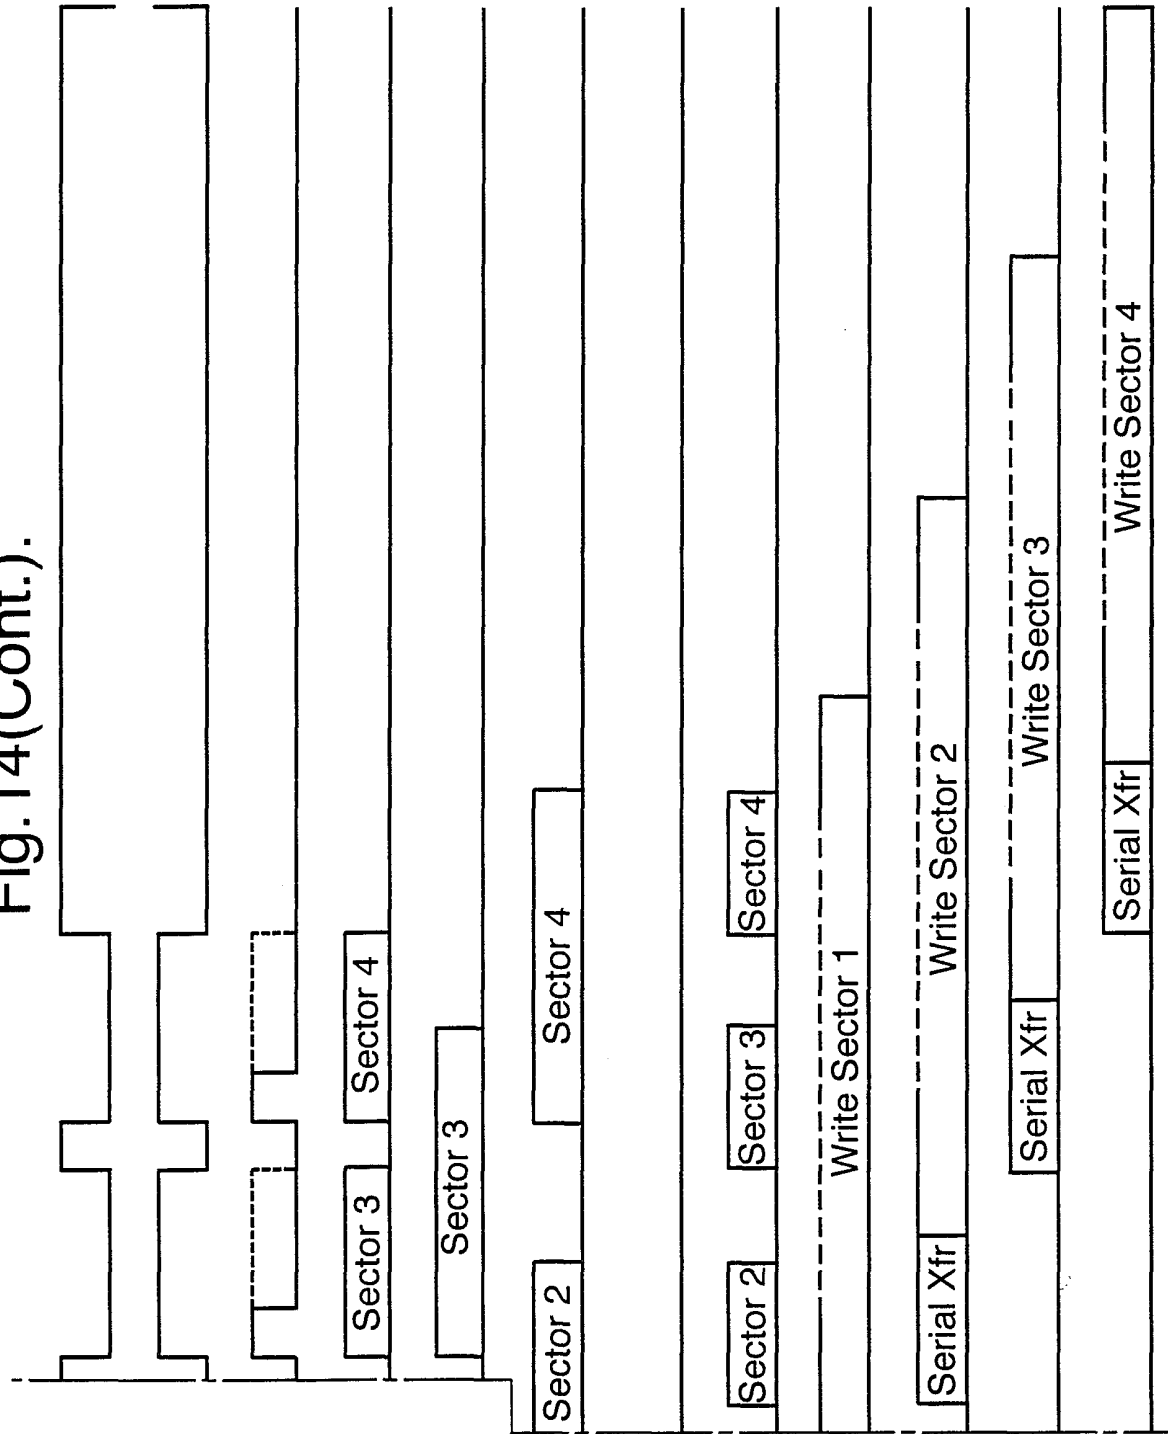 Fig.14(Cont.).
Sector 3
Sector 4
Sector 3
Sector 2
Sector 4
Sector 2
Sector 3
Sector 4
Write Sector 1
Serial Xfr
Write Sector 2
Serial Xfr
Write Sector 3
Serial Xfr
Write Sector 4